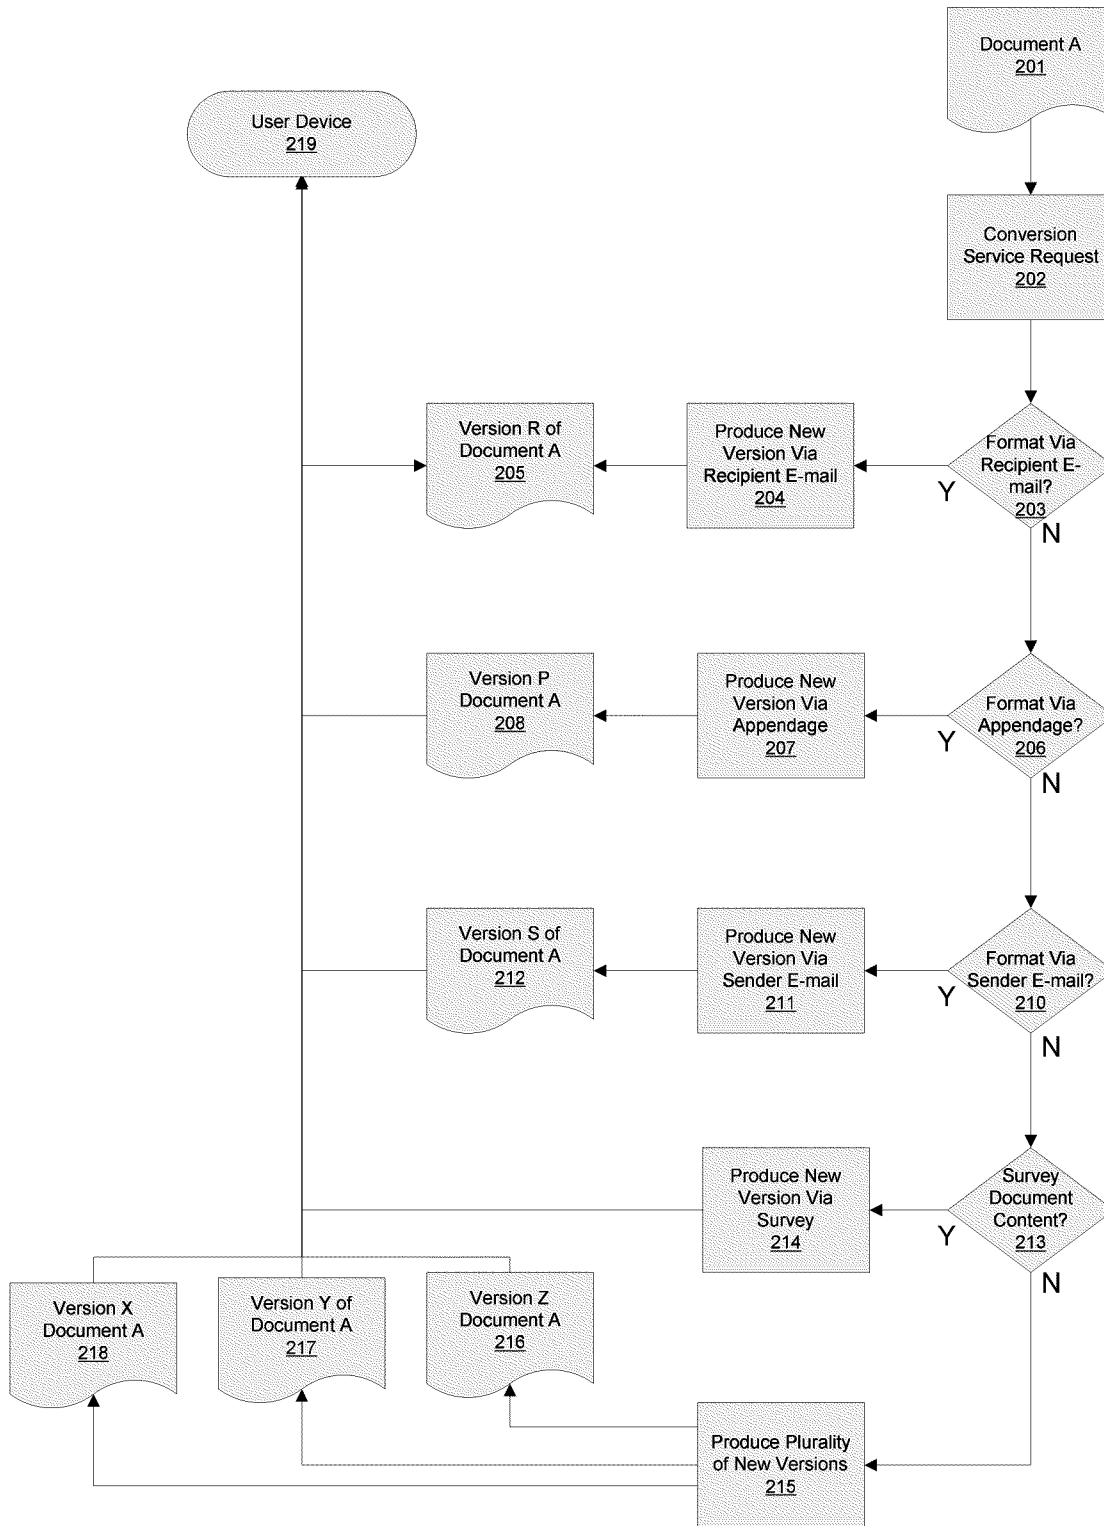 Document A
201
User Device
219
Conversion
Service Request
202
Version R of
Document A
205
Produce New
Version Via
Recipient E-mail
204
Format Via
Recipient E-
mail?
203
Y
N
Version P
Document A
208
Produce New
Version Via
Appendage
207
Format Via
Appendage?
206
Y
N
Version S of
Document A
212
Produce New
Version Via
Sender E-mail
211
Format Via
Sender E-mail?
210
Y
N
Produce New
Version Via
Survey
214
Survey
Document
Content?
213
Y
N
Version X
Document A
218
Version Y of
Document A
217
Version Z
Document A
216
Produce Plurality
of New Versions
215